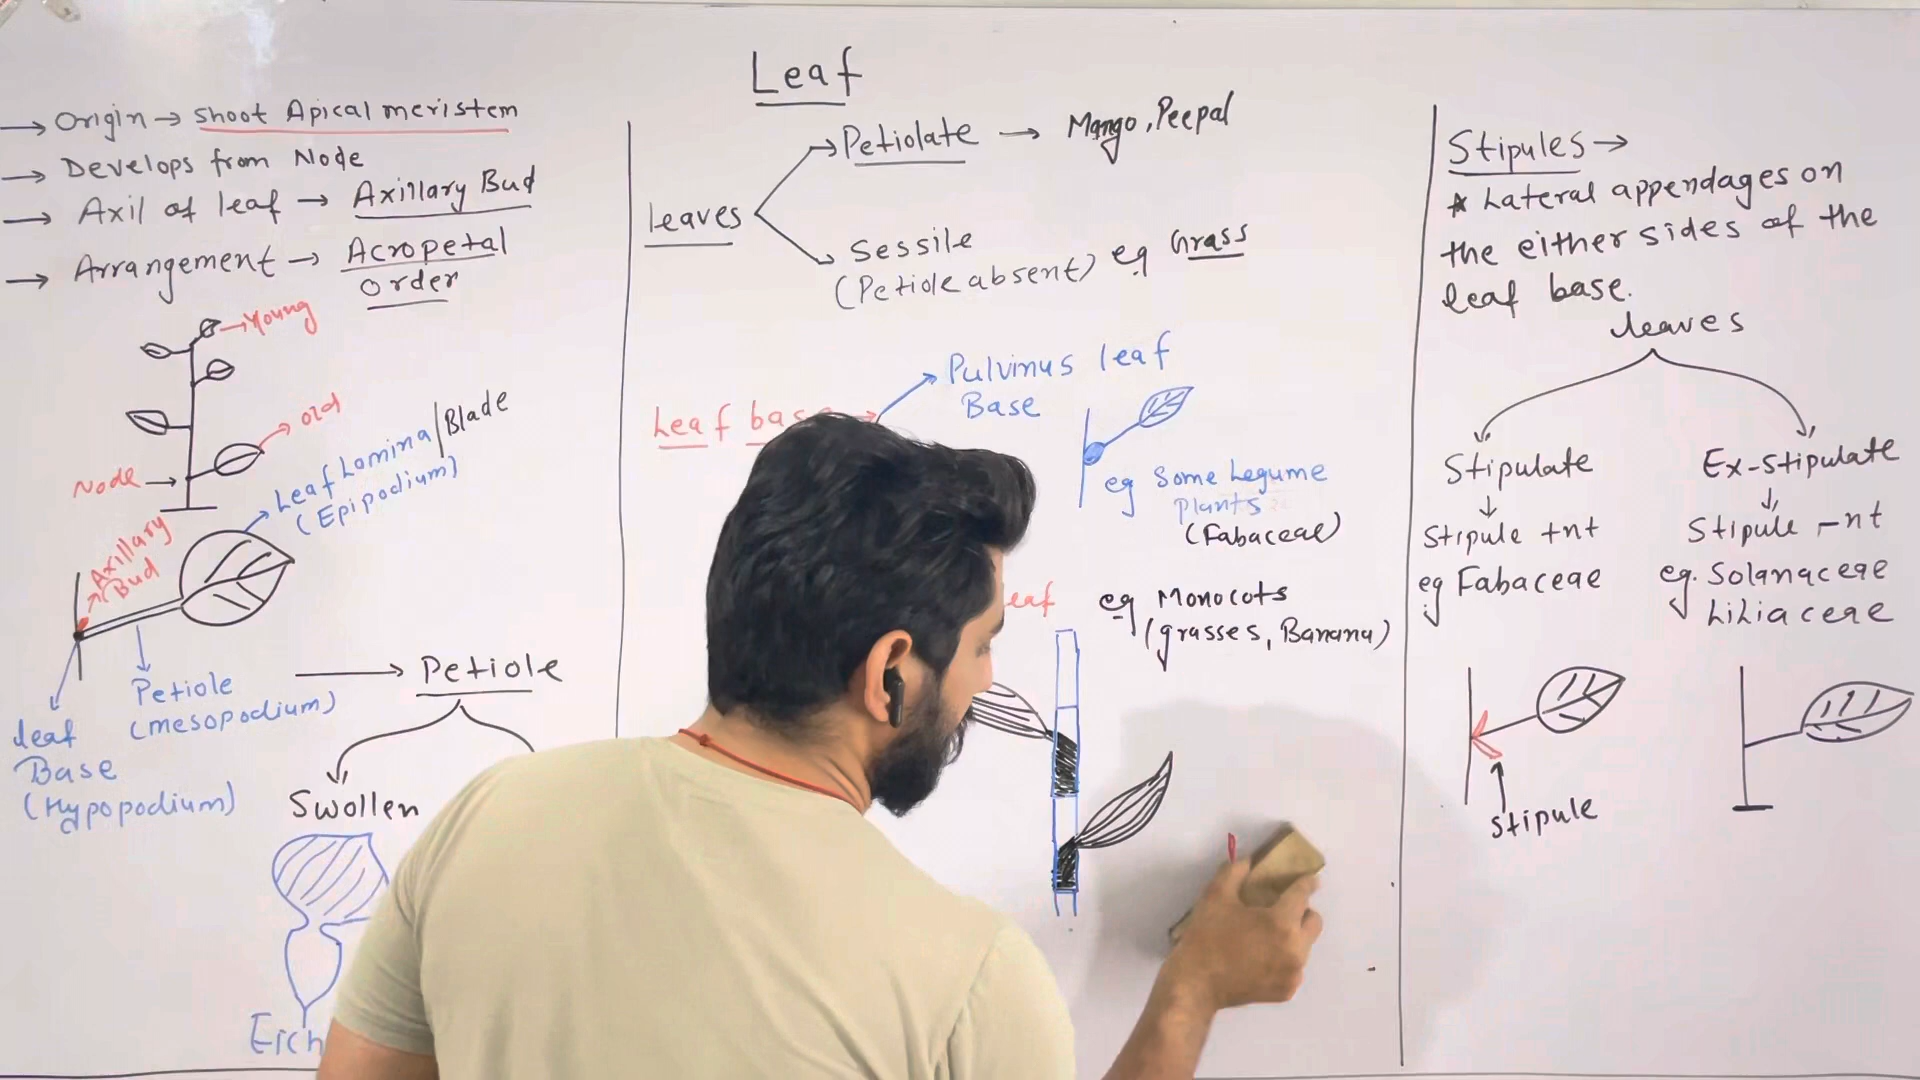 Leaf
→ Origin → Shoot Apical meristem
→ Develops from Node
→ Axil of leaf → Axillary Bud
→ Arrangement → Acropetal
Order
→ Young
→ old
Node →
Leaf Lamina/Blade
(Epipodium)
Axillary
Bud
Petiole
(mesopodium)
leaf
Base
(Hypopodium)
→ Petiole
Swollen
leaves
Petiolate → Mango, Peepal
Sessile
(Petiole absent) eg Grass
Leaf
Pulvinus leaf
Base
eg Some Legume
Plants
(Fabaceae)
eg Monocots
(grasses, Banana)
Stipules →
* Lateral appendages on
the either sides of the
leaf base.
leaves
Stipulate
Stipule +nt
eg Fabaceae
Ex-stipulate
Stipule -nt
eg. Solanaceae
Liliacere
Stipule